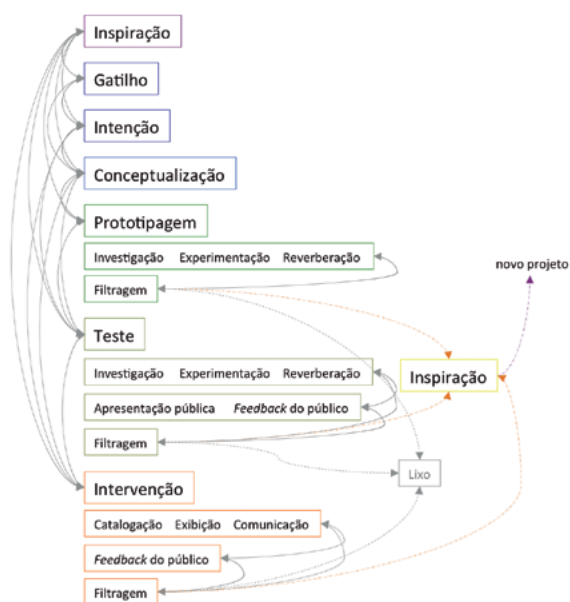 Inspiração
Gatilho
Intenção
Conceptualização
Prototipagem
Investigação Experimentação Reverberação
Filtragem
novo projeto
Teste
Investigação Experimentação Reverberação
Inspiração
Apresentação pública Feedback do público
Filtragem
Lixo
Intervenção
Catalogação Exibição Comunicação
Feedback do público
Filtragem